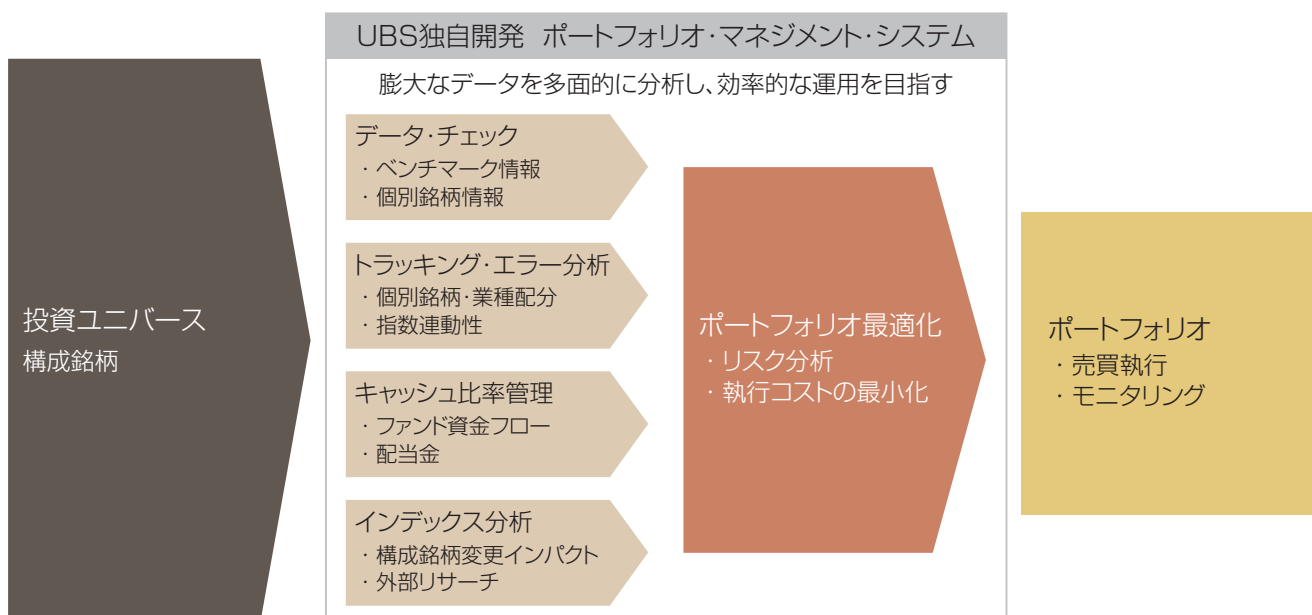 UBS独自開発 ポートフォリオ・マネジメント・システム
膨大なデータを多面的に分析し、効率的な運用を目指す
投資ユニバース
構成銘柄
データ・チェック
・ベンチマーク情報
・個別銘柄情報
トラッキング・エラー分析
・個別銘柄・業種配分
・指数連動性
キャッシュ比率管理
・ファンド資金フロー
・配当金
インデックス分析
・構成銘柄変更インパクト
・外部リサーチ
ポートフォリオ最適化
・リスク分析
・執行コストの最小化
ポートフォリオ
・売買執行
・モニタリング